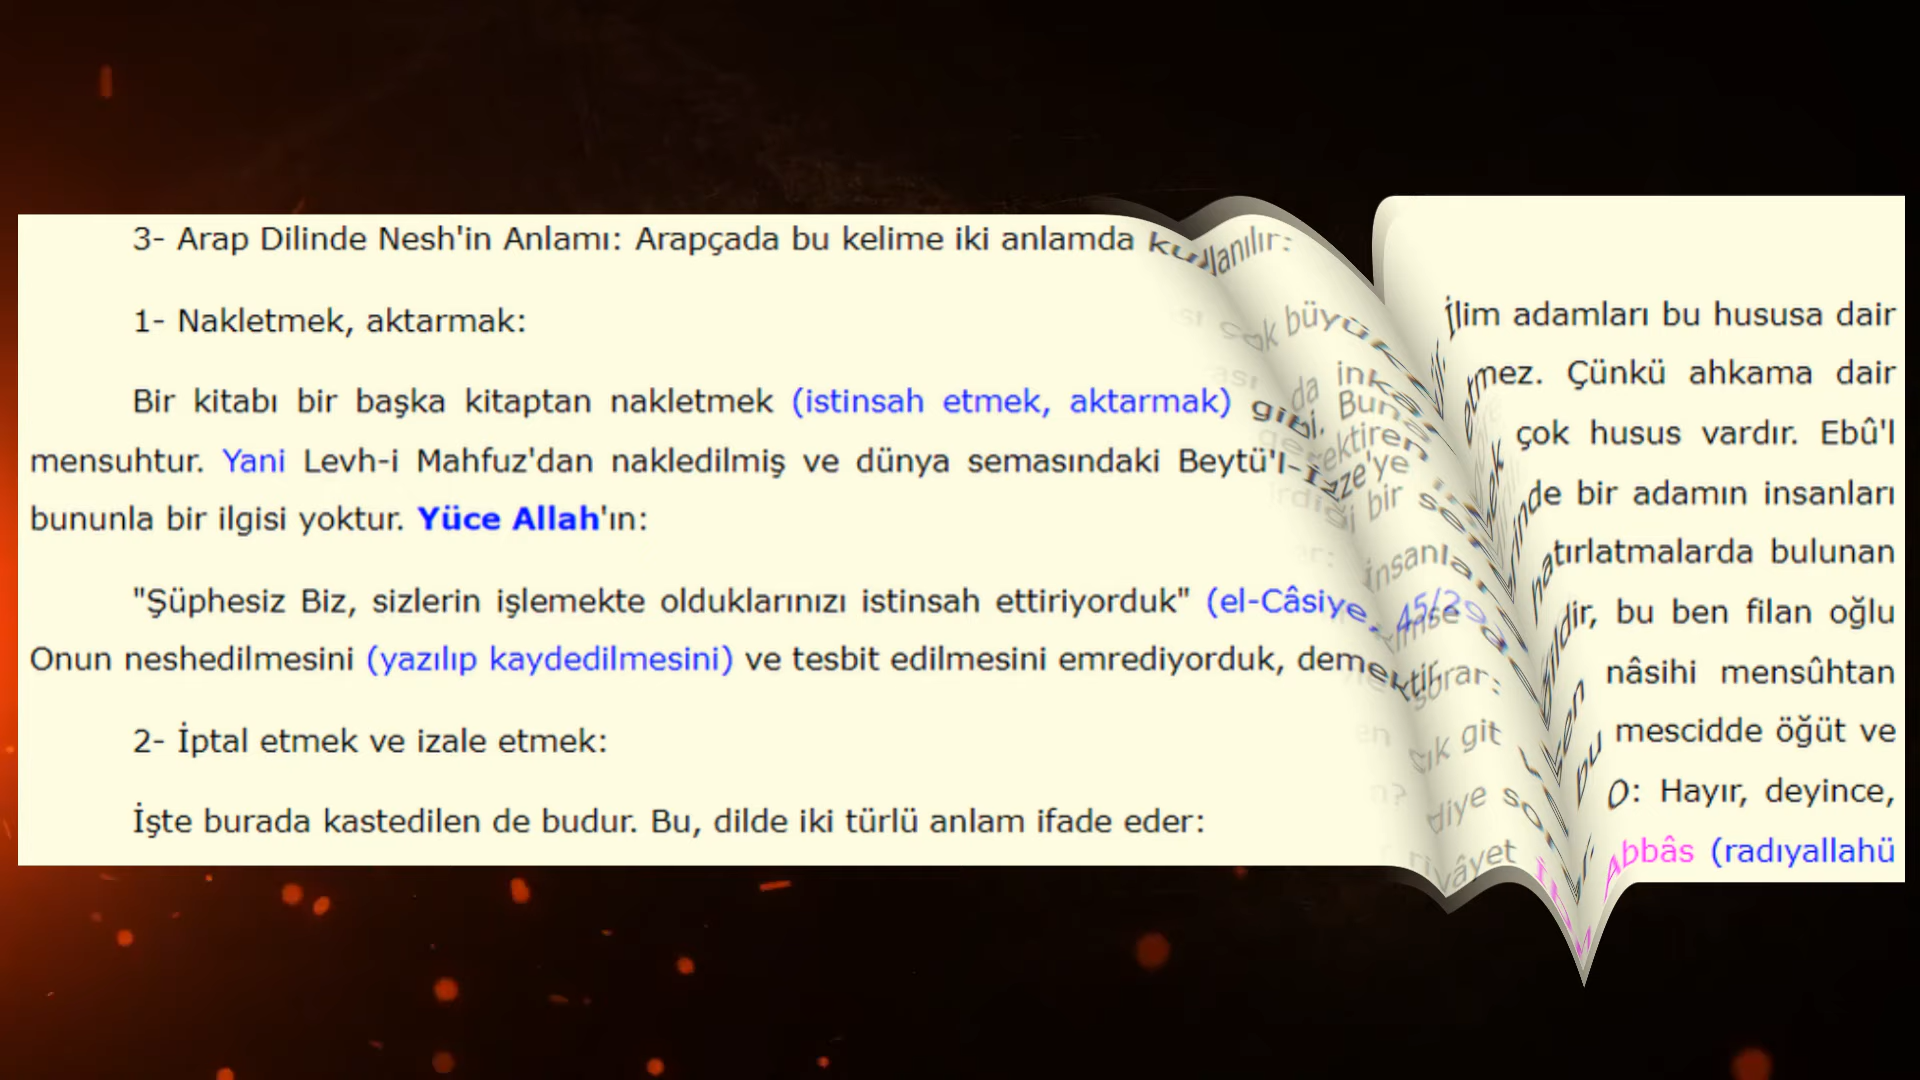 3- Arap Dilinde Nesh'in Anlamı: Arapçada bu kelime iki anlamda kullanılır:
1- Nakletmek, aktarmak:
Bir kitabı bir başka kitaptan nakletmek (istinsah etmek, aktarmak) gibi. Buna
mensuhtur. Yani Levh-i Mahfuz'dan nakledilmiş ve dünya semasındaki Beytü'l-İzze'ye
bununla bir ilgisi yoktur. Yüce Allah'ın:
"Şüphesiz Biz, sizlerin işlemekte olduklarınızı istinsah ettiriyorduk" (el-Câsiye, 45/29)
Onun neshedilmesini (yazılıp kaydedilmesini) ve tesbit edilmesini emrediyorduk, demektir.
2- İptal etmek ve izale etmek:
İşte burada kastedilen de budur. Bu, dilde iki türlü anlam ifade eder:
İlim adamları bu hususa dair
etmez. Çünkü ahkama dair
çok husus vardır. Ebû'l
bir adamın insanları
hatırlatmalarda bulunan
bu ben filan oğlu
nâsihi mensûhtan
bu mescidde öğüt ve
O: Hayır, deyince,
Abbâs (radıyallahü